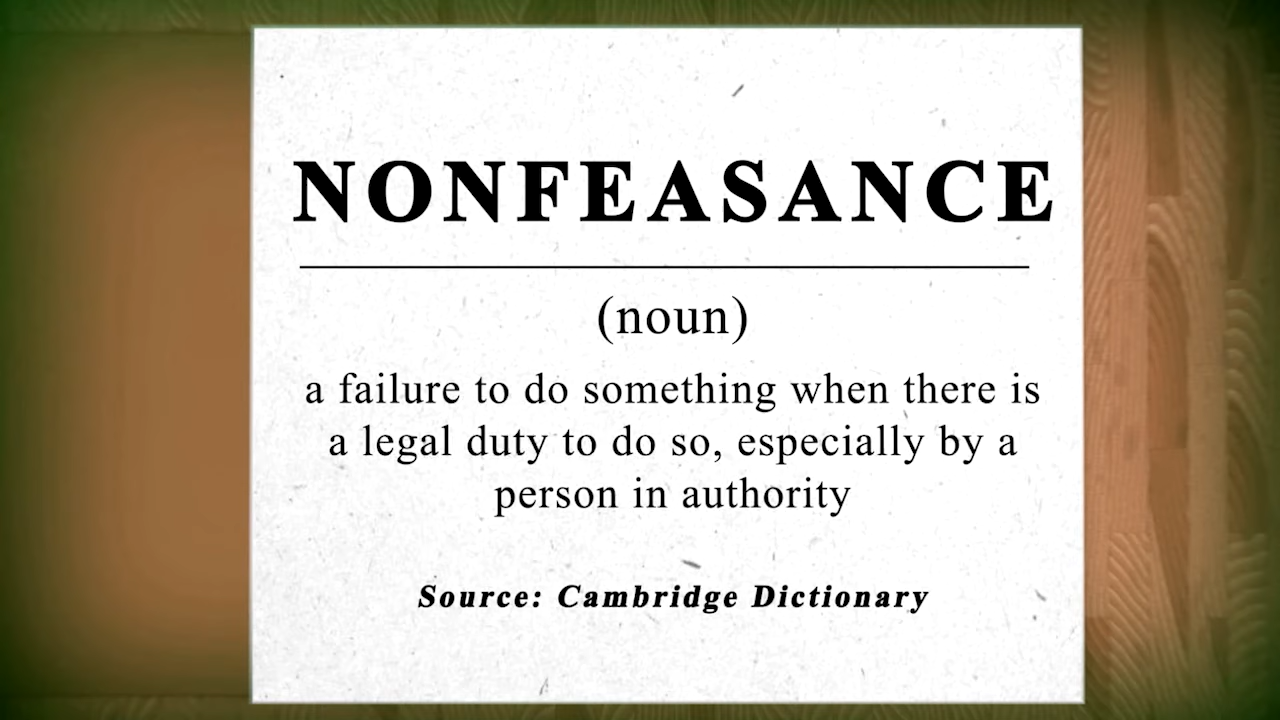 NONFEASANCE
(noun)
a failure to do something when there is
a legal duty to do so, especially by a
person in authority
Source: Cambridge Dictionary